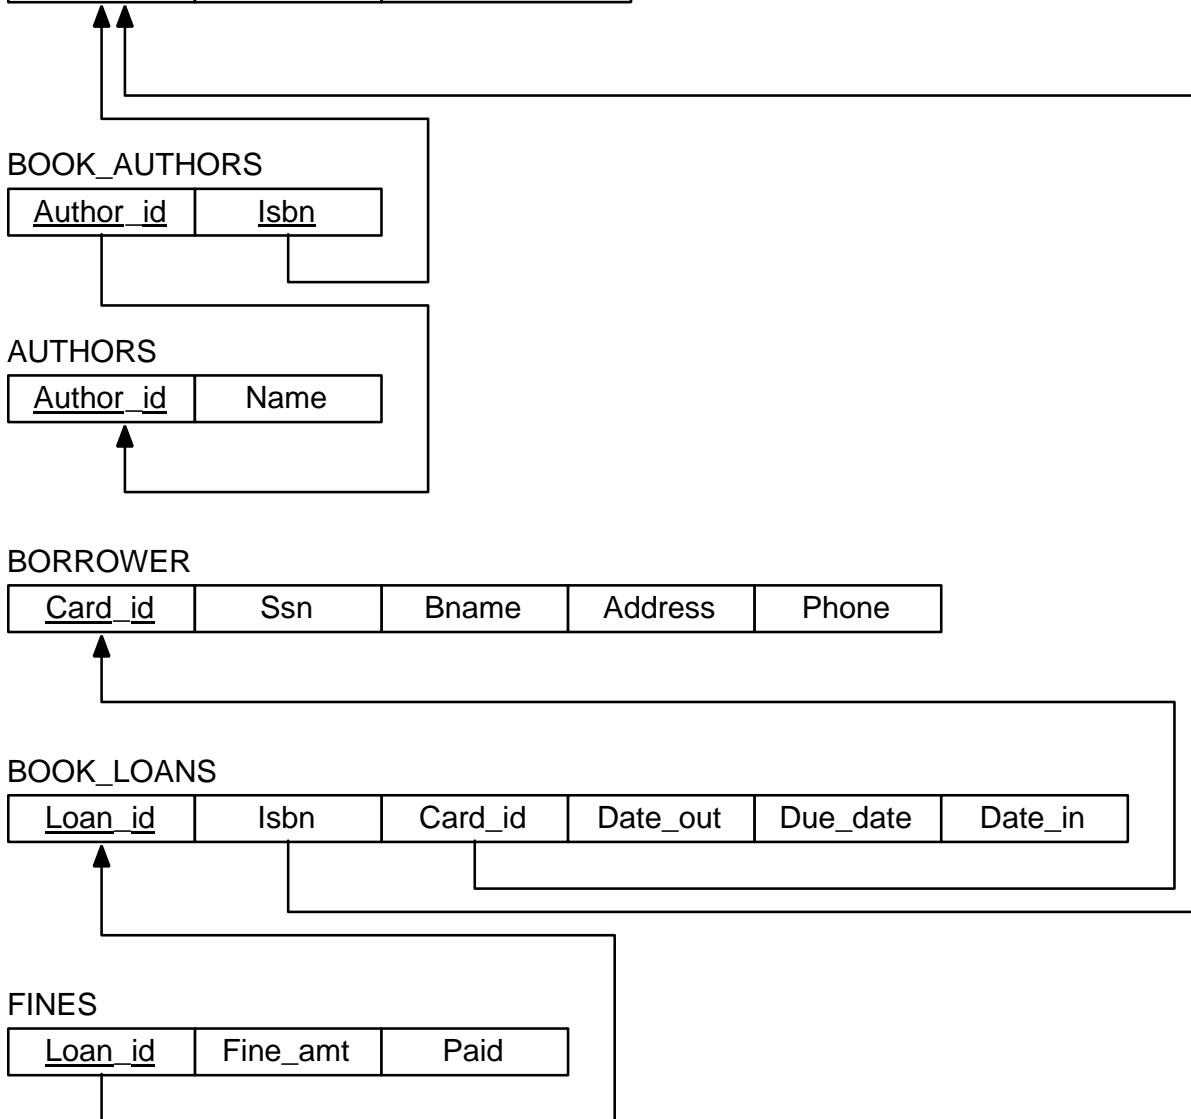 BOOK_AUTHORS
Author_id Isbn
AUTHORS
Author_id Name
BORROWER
Card_id Ssn Bname Address Phone
BOOK_LOANS
Loan_id Isbn Card_id Date_out Due_date Date_in
FINES
Loan_id Fine_amt Paid